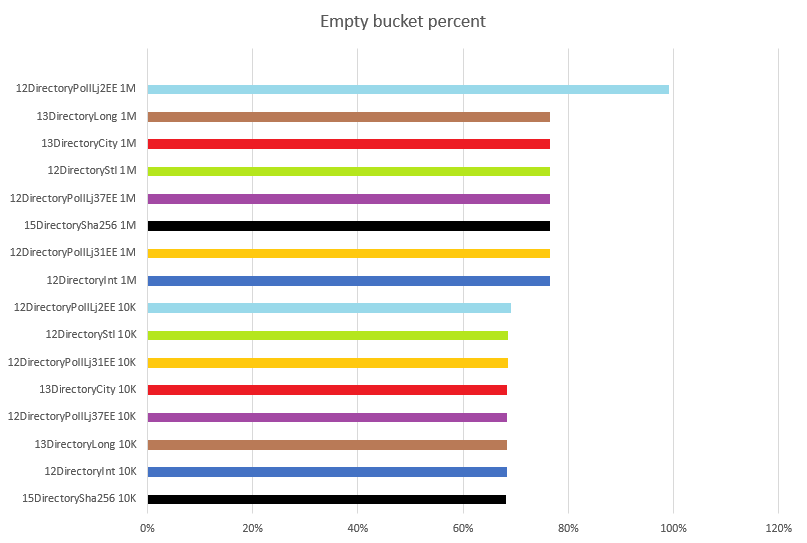 Empty bucket percent
12DirectoryPolILj2EE 1M
13DirectoryLong 1M
13DirectoryCity 1M
12DirectoryStl 1M
12DirectoryPolILj37EE 1M
15DirectorySha256 1M
12DirectoryPolILj31EE 1M
12DirectoryInt 1M
12DirectoryPolILj2EE 10K
12DirectoryStl 10K
12DirectoryPolILj31EE 10K
13DirectoryCity 10K
12DirectoryPolILj37EE 10K
13DirectoryLong 10K
12DirectoryInt 10K
15DirectorySha256 10K
0% 20% 40% 60% 80% 100% 120%